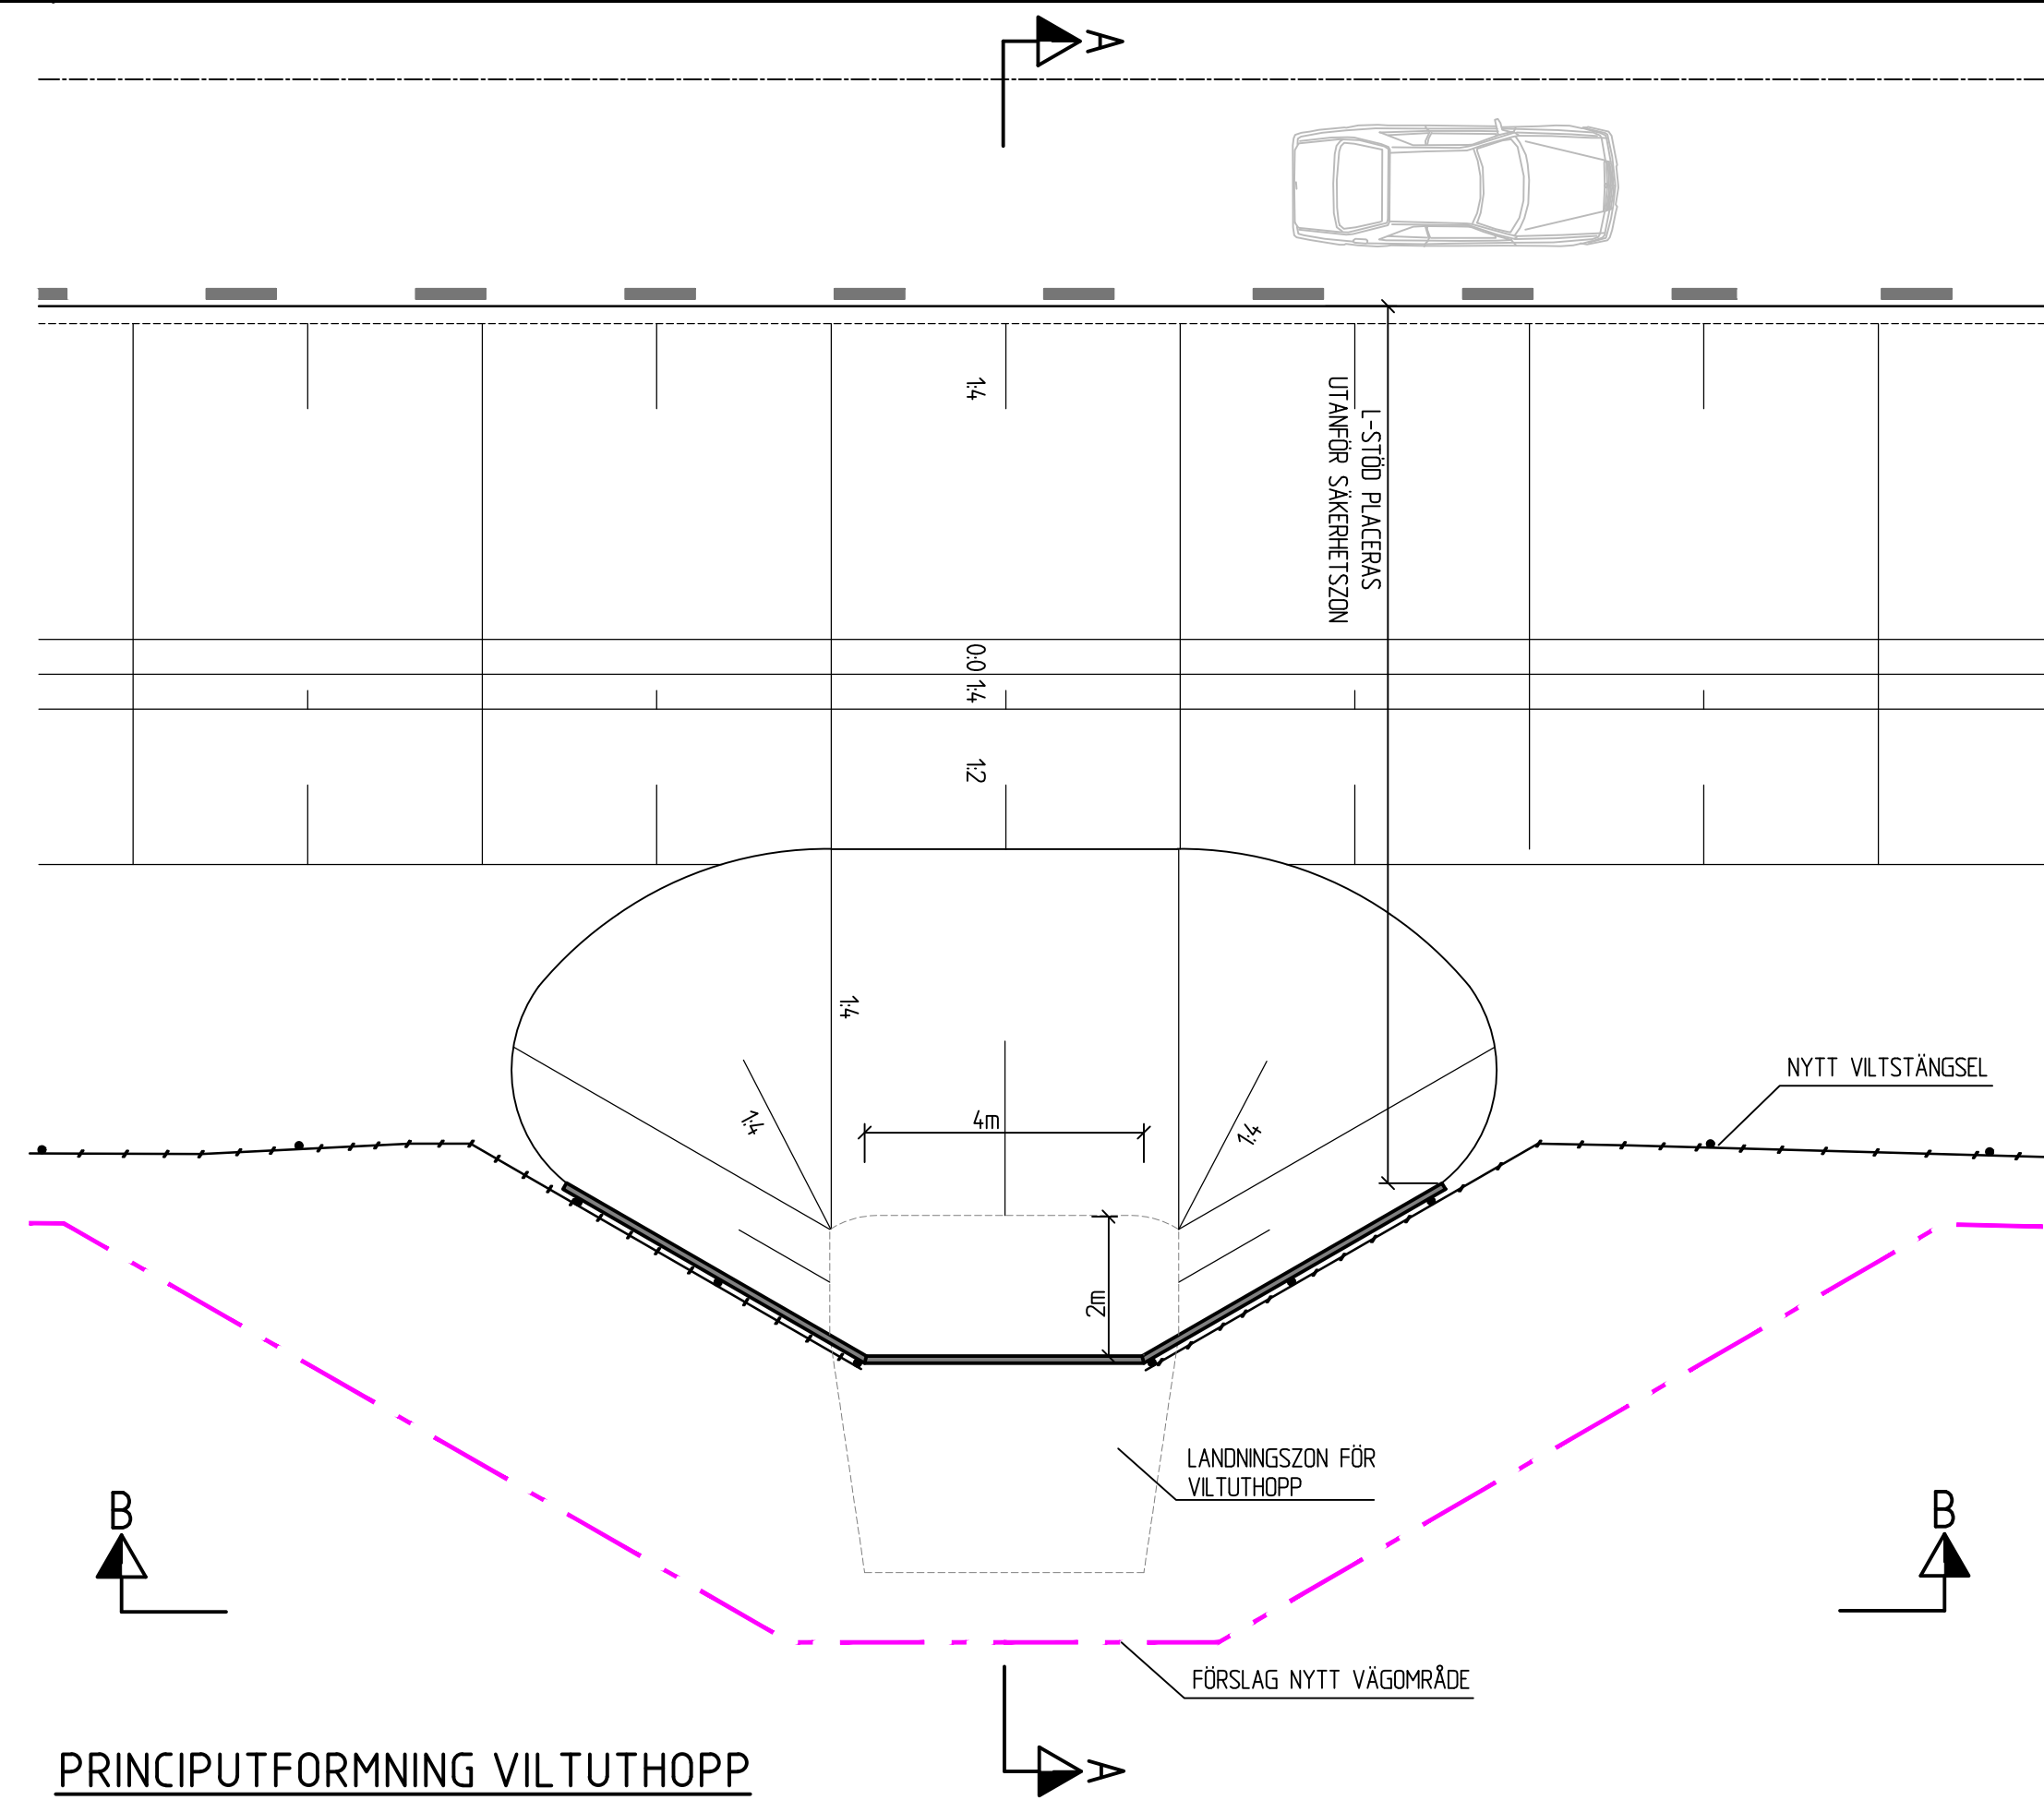 A
1:4
L-STÖD PLACERAS
UTANFÖR SÄKERHETSZON
0:0
1:4
1:2
1:4
1:4
4m
1:4
NYTT VILTSTÄNGSEL
2m
LANDNINGSZON FÖR
VILTUTHOPP
B
B
FÖRSLAG NYTT VÄGOMRÅDE
PRINCIPUTFORMNING VILTUTHOPP
A